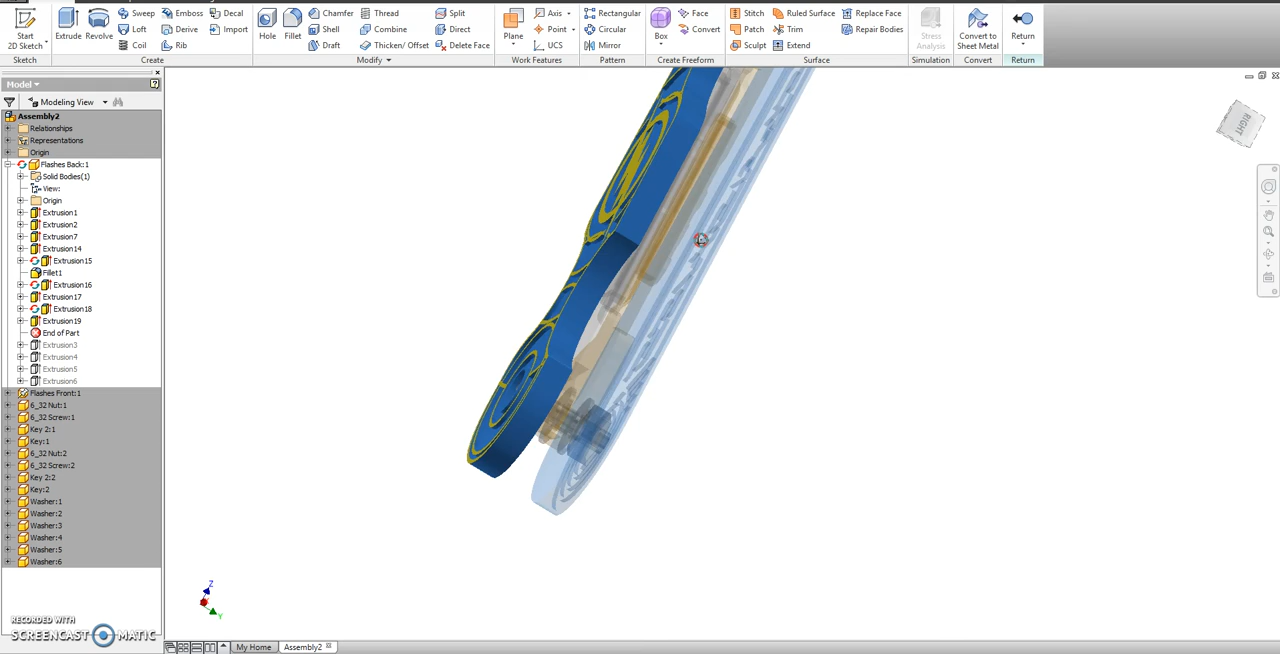 Start
2D Sketch
Sketch
Extrude
Revolve
Sweep
Emboss
Decal
Loft
Derive
Import
Coil
Rib
Create
Hole
Fillet
Chamfer
Thread
Split
Shell
Combine
Direct
Draft
Thicken/ Offset
Delete Face
Modify
Plane
Axis
Point
UCS
Work Features
Rectangular
Circular
Mirror
Pattern
Box
Face
Convert
Create Freeform
Stitch
Ruled Surface
Replace Face
Patch
Trim
Repair Bodies
Sculpt
Extend
Surface
Stress
Analysis
Simulation
Convert to
Sheet Metal
Convert
Return
Return
Model
Modeling View
Assembly2
Relationships
Representations
Origin
Flashes Back:1
Solid Bodies(1)
View:
Origin
Extrusion1
Extrusion2
Extrusion7
Extrusion14
Extrusion15
Fillet1
Extrusion16
Extrusion17
Extrusion18
Extrusion19
End of Part
Extrusion3
Extrusion4
Extrusion5
Extrusion6
Flashes Front:1
6_32 Nut:1
6_32 Screw:1
Key 2:1
Key:1
6_32 Nut:2
6_32 Screw:2
Key 2:2
Key:2
Washer:1
Washer:2
Washer:3
Washer:4
Washer:5
Washer:6
RIGHT
Z
Y
RECORDED WITH
SCREENCAST MATIC
My Home
Assembly2